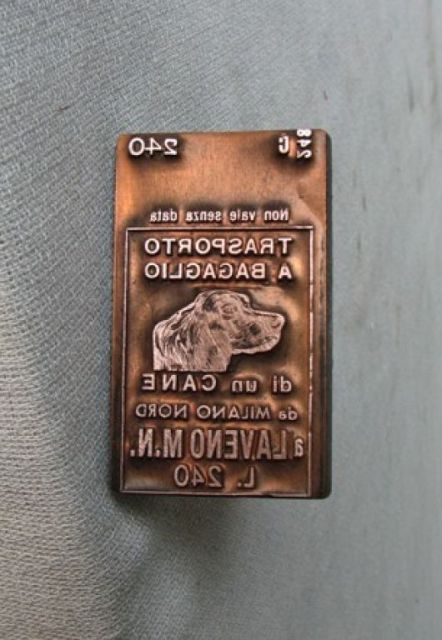 G 240
Non vale senza data
TRASPORTO
A BAGAGLIO
di un CANE
da MILANO NORD
a LAVENO M.N.
L. 240